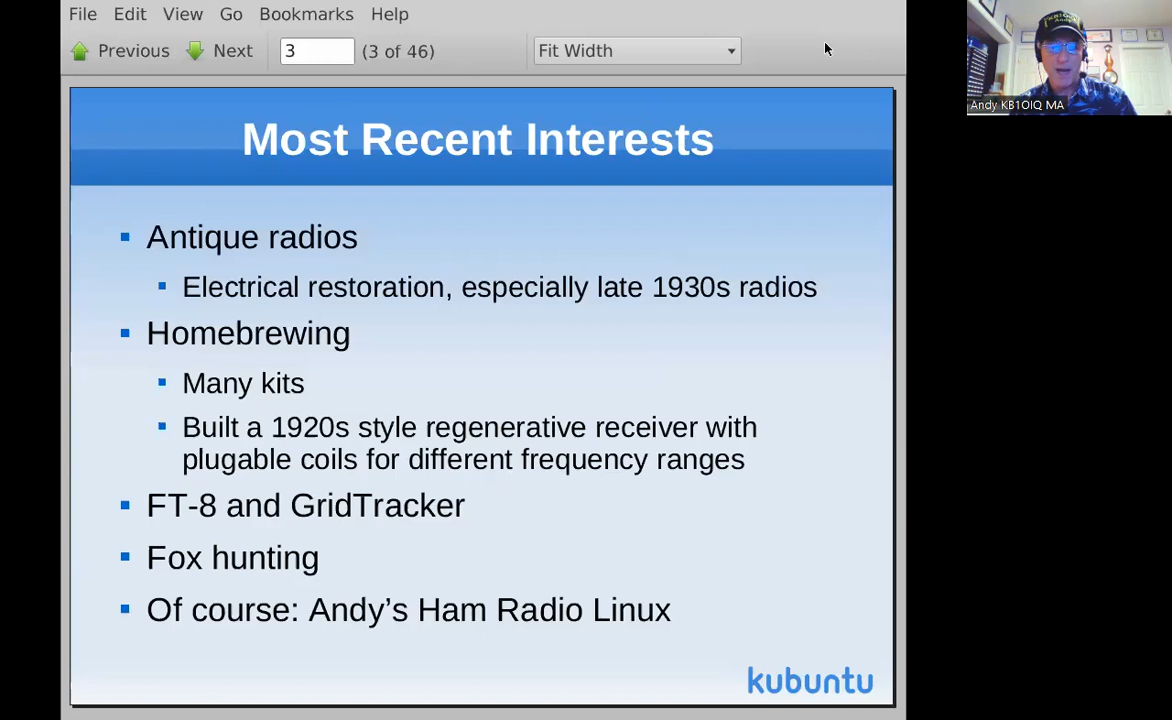 File Edit View Go Bookmarks Help
Previous Next 3 (3 of 46) Fit Width
Andy KB1OIQ MA
Most Recent Interests
Antique radios
Electrical restoration, especially late 1930s radios
Homebrewing
Many kits
Built a 1920s style regenerative receiver with
plugable coils for different frequency ranges
FT-8 and GridTracker
Fox hunting
Of course: Andy’s Ham Radio Linux
kubuntu